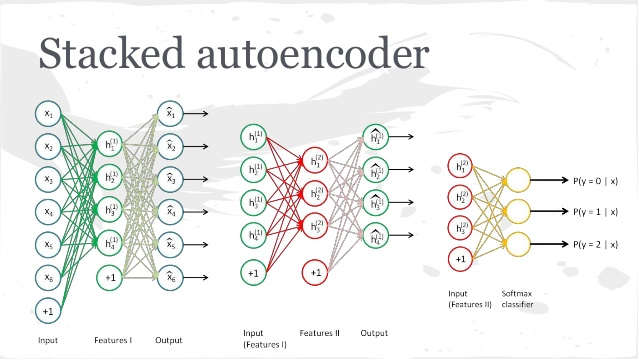 Stacked autoencoder
x₁
x₂
x₃
x₄
x₅
x₆
+1
h₁⁽¹⁾
h₂⁽¹⁾
h₃⁽¹⁾
h₄⁽¹⁾
+1
x̂₁
x̂₂
x̂₃
x̂₄
x̂₅
x̂₆
Input Features I Output
h₁⁽¹⁾
h₂⁽¹⁾
h₃⁽¹⁾
h₄⁽¹⁾
+1
h₁⁽²⁾
h₂⁽²⁾
h₃⁽²⁾
+1
ĥ₁⁽¹⁾
ĥ₂⁽¹⁾
ĥ₃⁽¹⁾
ĥ₄⁽¹⁾
Input Features II Output
(Features I)
h₁⁽²⁾
h₂⁽²⁾
h₃⁽²⁾
+1
P(y = 0 | x)
P(y = 1 | x)
P(y = 2 | x)
Input Softmax
(Features II) classifier